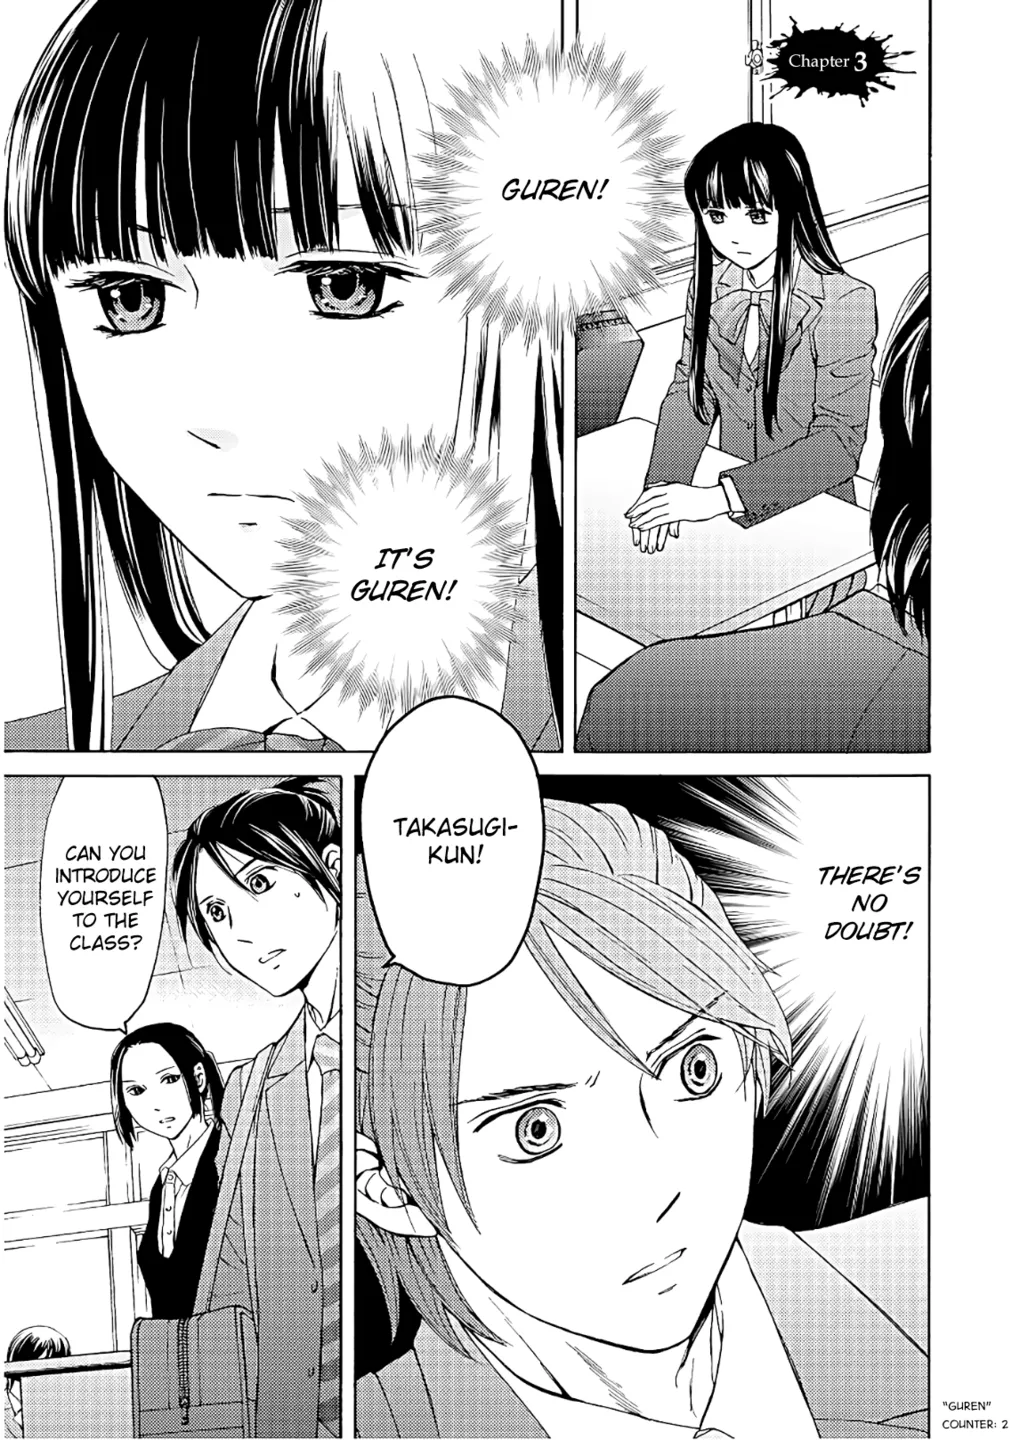 Chapter 3
GUREN!
IT'S
GUREN!
THERE'S
NO
DOUBT!
TAKASUGI-
KUN!
CAN YOU
INTRODUCE
YOURSELF
TO THE
CLASS?
"GUREN"
COUNTER: 2